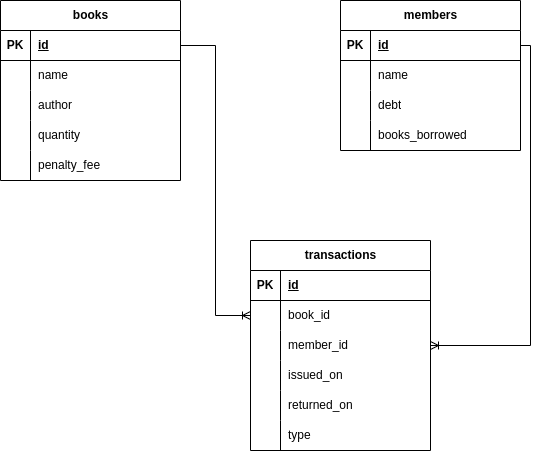 books
PK id
name
author
quantity
penalty_fee
members
PK id
name
debt
books_borrowed
transactions
PK id
book_id
member_id
issued_on
returned_on
type